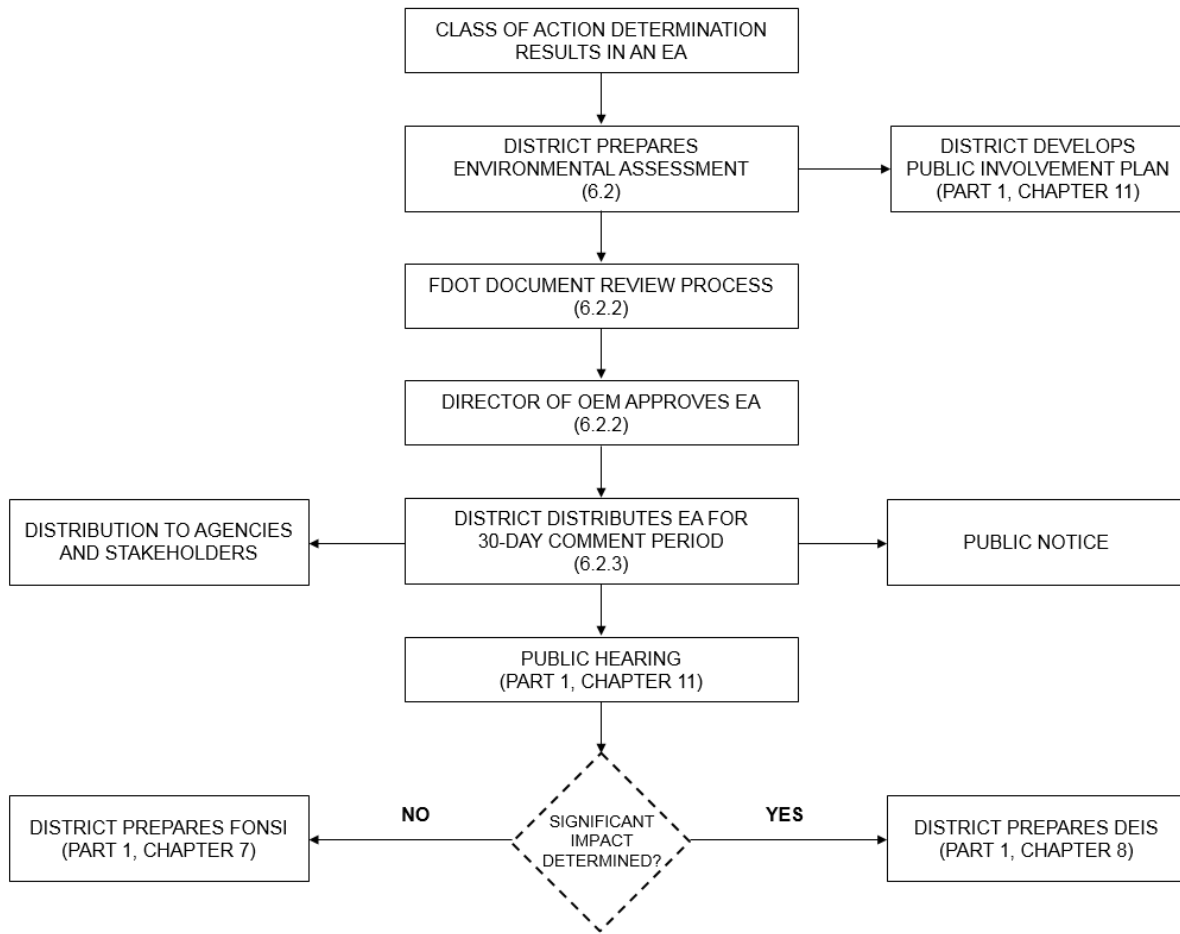 CLASS OF ACTION DETERMINATION
RESULTS IN AN EA
DISTRICT PREPARES
ENVIRONMENTAL ASSESSMENT
(6.2)
DISTRICT DEVELOPS
PUBLIC INVOLVEMENT PLAN
(PART 1, CHAPTER 11)
FDOT DOCUMENT REVIEW PROCESS
(6.2.2)
DIRECTOR OF OEM APPROVES EA
(6.2.2)
DISTRIBUTION TO AGENCIES
AND STAKEHOLDERS
DISTRICT DISTRIBUTES EA FOR
30-DAY COMMENT PERIOD
(6.2.3)
PUBLIC NOTICE
PUBLIC HEARING
(PART 1, CHAPTER 11)
DISTRICT PREPARES FONSI
(PART 1, CHAPTER 7)
NO
SIGNIFICANT
IMPACT
DETERMINED?
YES
DISTRICT PREPARES DEIS
(PART 1, CHAPTER 8)